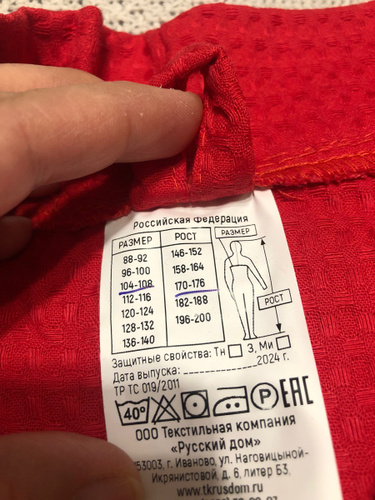 Российская Федерация
РАЗМЕР РОСТ
88-92 146-152
96-100 158-164
104-108 170-176
112-116 182-188
120-124 196-200
128-132
136-140
РАЗМЕР
РОСТ
Защитные свойства: Тн З, Ми
Дата выпуска: 2024 г.
ТР ТС 019/2011
40° P EAC
ООО Текстильная компания
«Русский дом»
153003, г. Иваново, ул. Наговицыной-
Икрянистовой, д. 6, литер Б3,
www.tkrusdom.ru